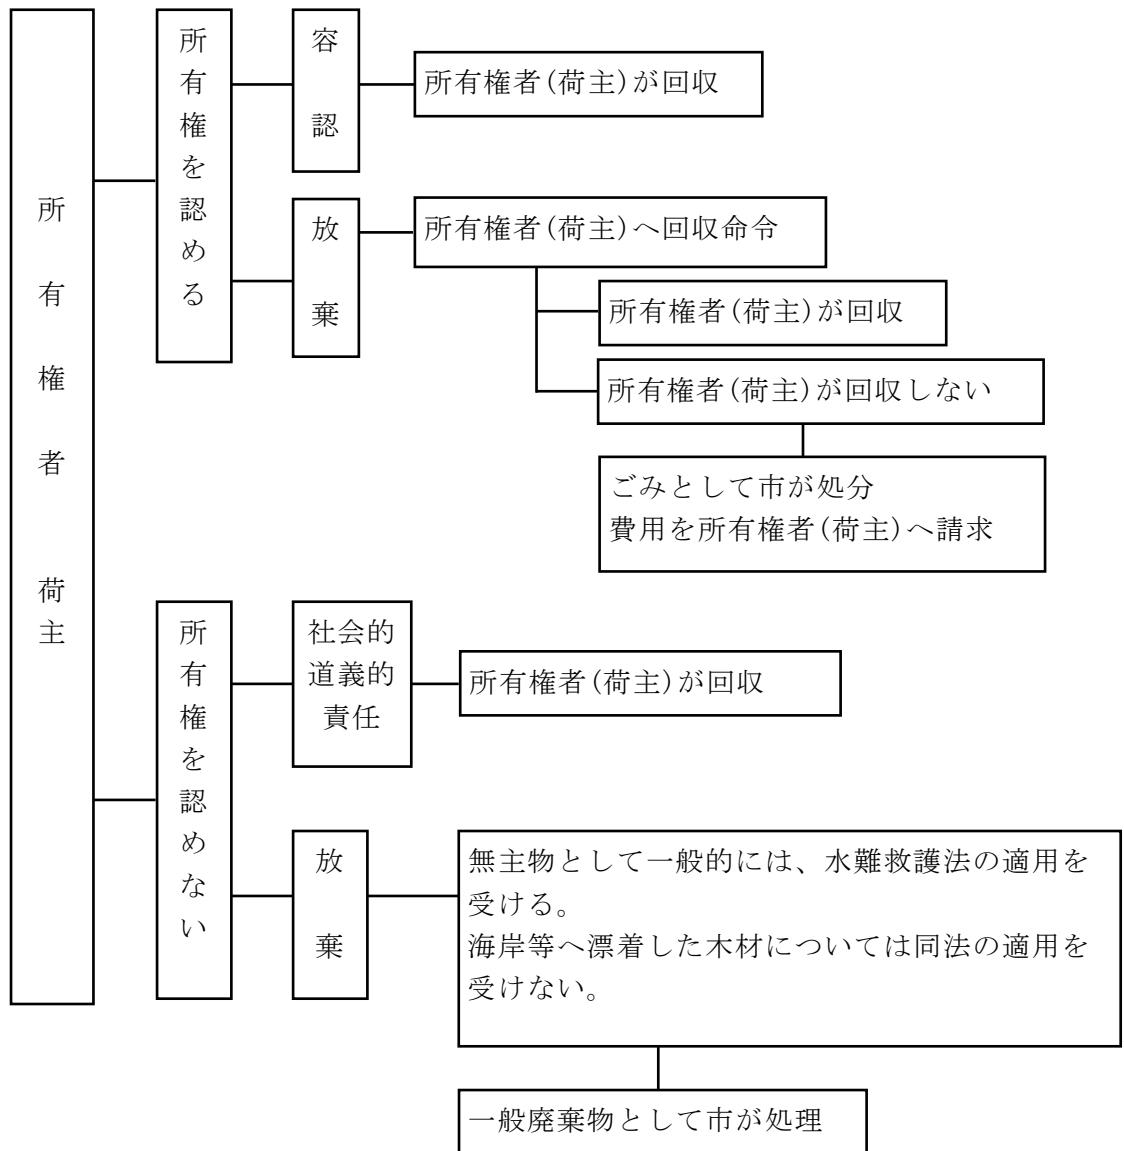 所有権者 荷主
所有権を認める
容認
所有権者(荷主)が回収
放棄
所有権者(荷主)へ回収命令
所有権者(荷主)が回収
所有権者(荷主)が回収しない
ごみとして市が処分
費用を所有権者(荷主)へ請求
所有権を認めない
社会的
道義的
責任
所有権者(荷主)が回収
放棄
無主物として一般的には、水難救護法の適用を
受ける。
海岸等へ漂着した木材については同法の適用を
受けない。
一般廃棄物として市が処理